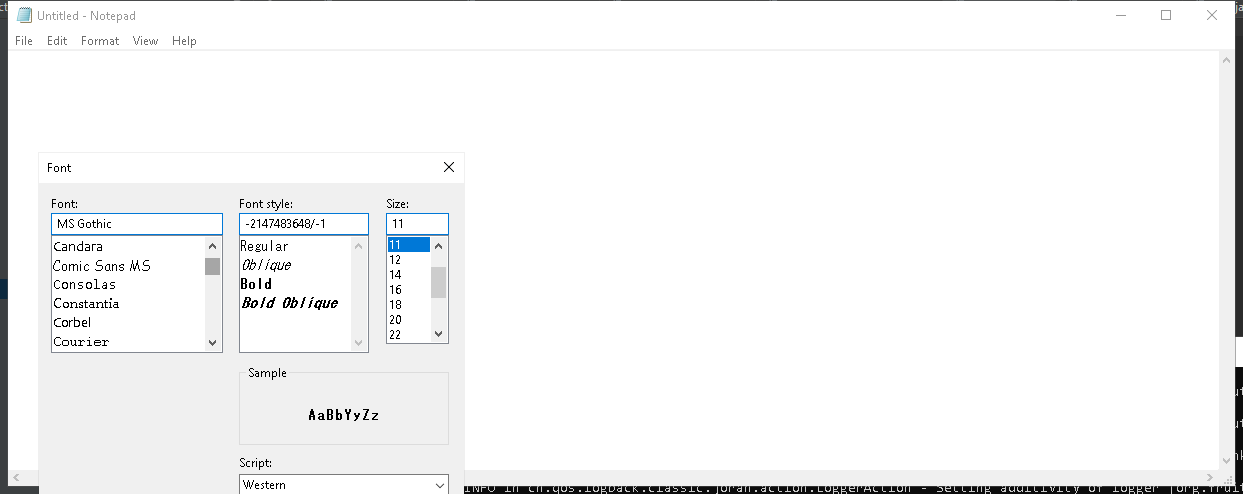 Untitled - Notepad
File Edit Format View Help
Font
Font: Font style: Size:
MS Gothic -2147483648/-1 11
Candara Regular 11
Comic Sans MS Oblique 12
Consolas Bold 14
Constantia Bold Oblique 16
Corbel 18
Courier 20
22
Sample
AaBbYyZz
Script:
Western
INFO in ch.qos.logback.classic.joran.action.LoggerAction - Setting additivity of logger